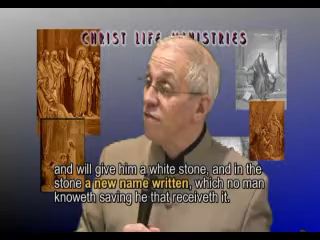 CHRIST LIFE MINISTRIES
and will give him a white stone, and in the
stone a new name written, which no man
knoweth saving he that receiveth it.